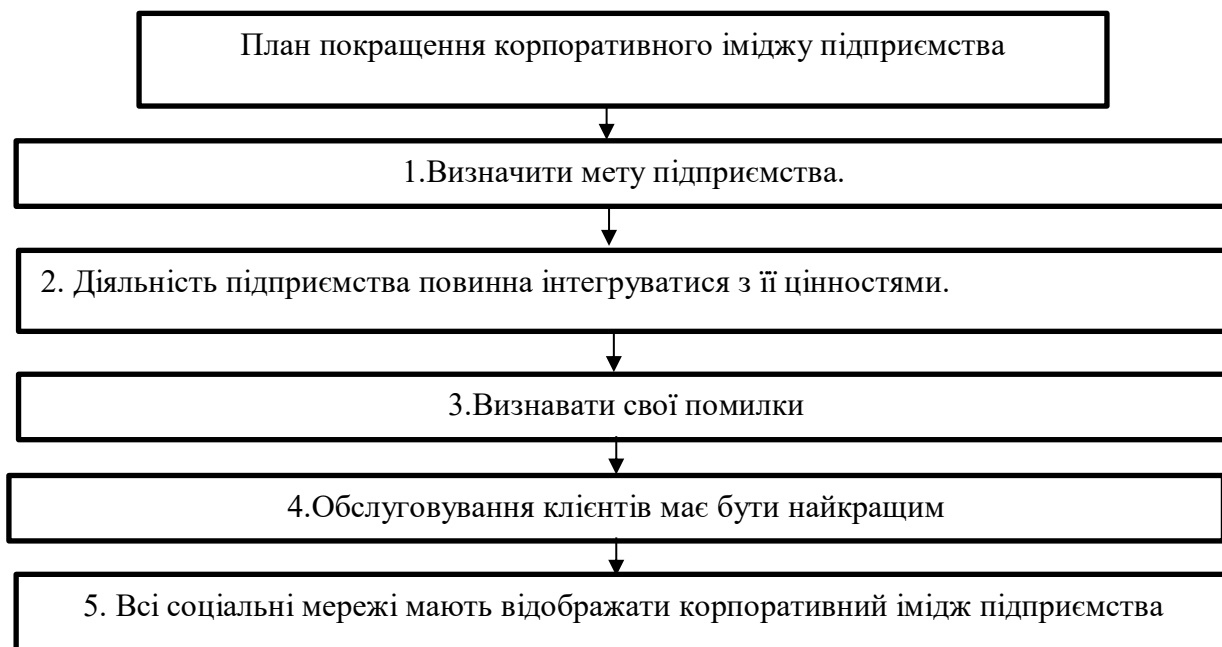 План покращення корпоративного іміджу підприємства
1.Визначити мету підприємства.
2. Діяльність підприємства повинна інтегруватися з її цінностями.
3.Визнавати свої помилки
4.Обслуговування клієнтів має бути найкращим
5. Всі соціальні мережі мають відображати корпоративний імідж підприємства